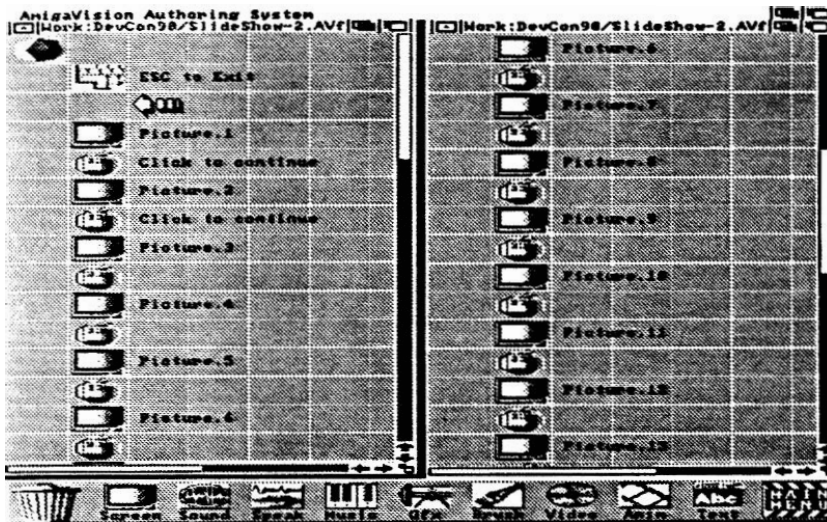 AmigaVision Authoring System
Work:DevCon90/SlideShow-2.AVf
ESC to Exit
Picture.1
Click to continue
Picture.2
Click to continue
Picture.3
Picture.4
Picture.5
Picture.6
Work:DevCon90/SlideShow-2.AVf
Picture.6
Picture.7
Picture.8
Picture.9
Picture.10
Picture.11
Picture.12
Picture.13
Screen Sound Speak Music Gfx Brush Video Anim Text MAIN MENU
Abc